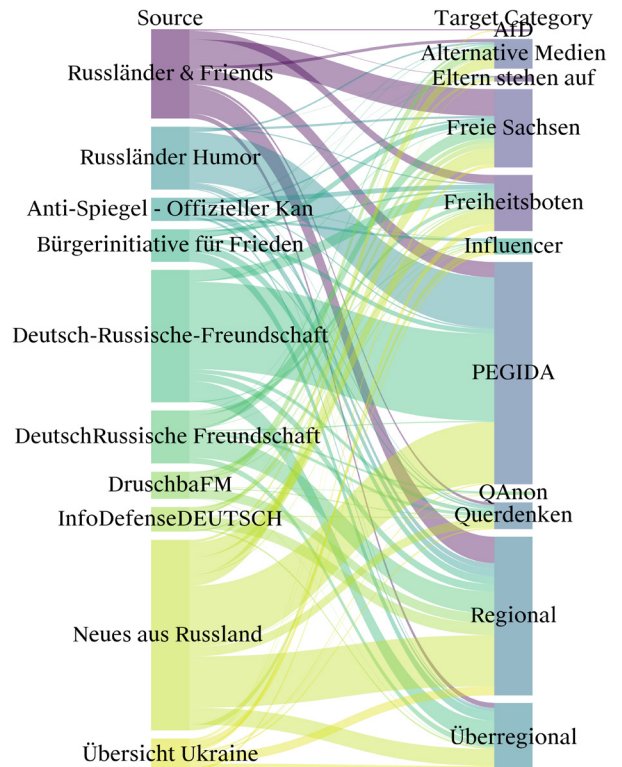 Source
Target Category
Russländer & Friends
Russländer Humor
Anti-Spiegel - Offizieller Kan
Bürgerinitiative für Frieden
Deutsch-Russische-Freundschaft
DeutschRussische Freundschaft
DruschbaFM
InfoDefenseDEUTSCH
Neues aus Russland
Übersicht Ukraine
AfD
Alternative Medien
Eltern stehen auf
Freie Sachsen
Freiheitsboten
Influencer
PEGIDA
QAnon
Querdenken
Regional
Überregional